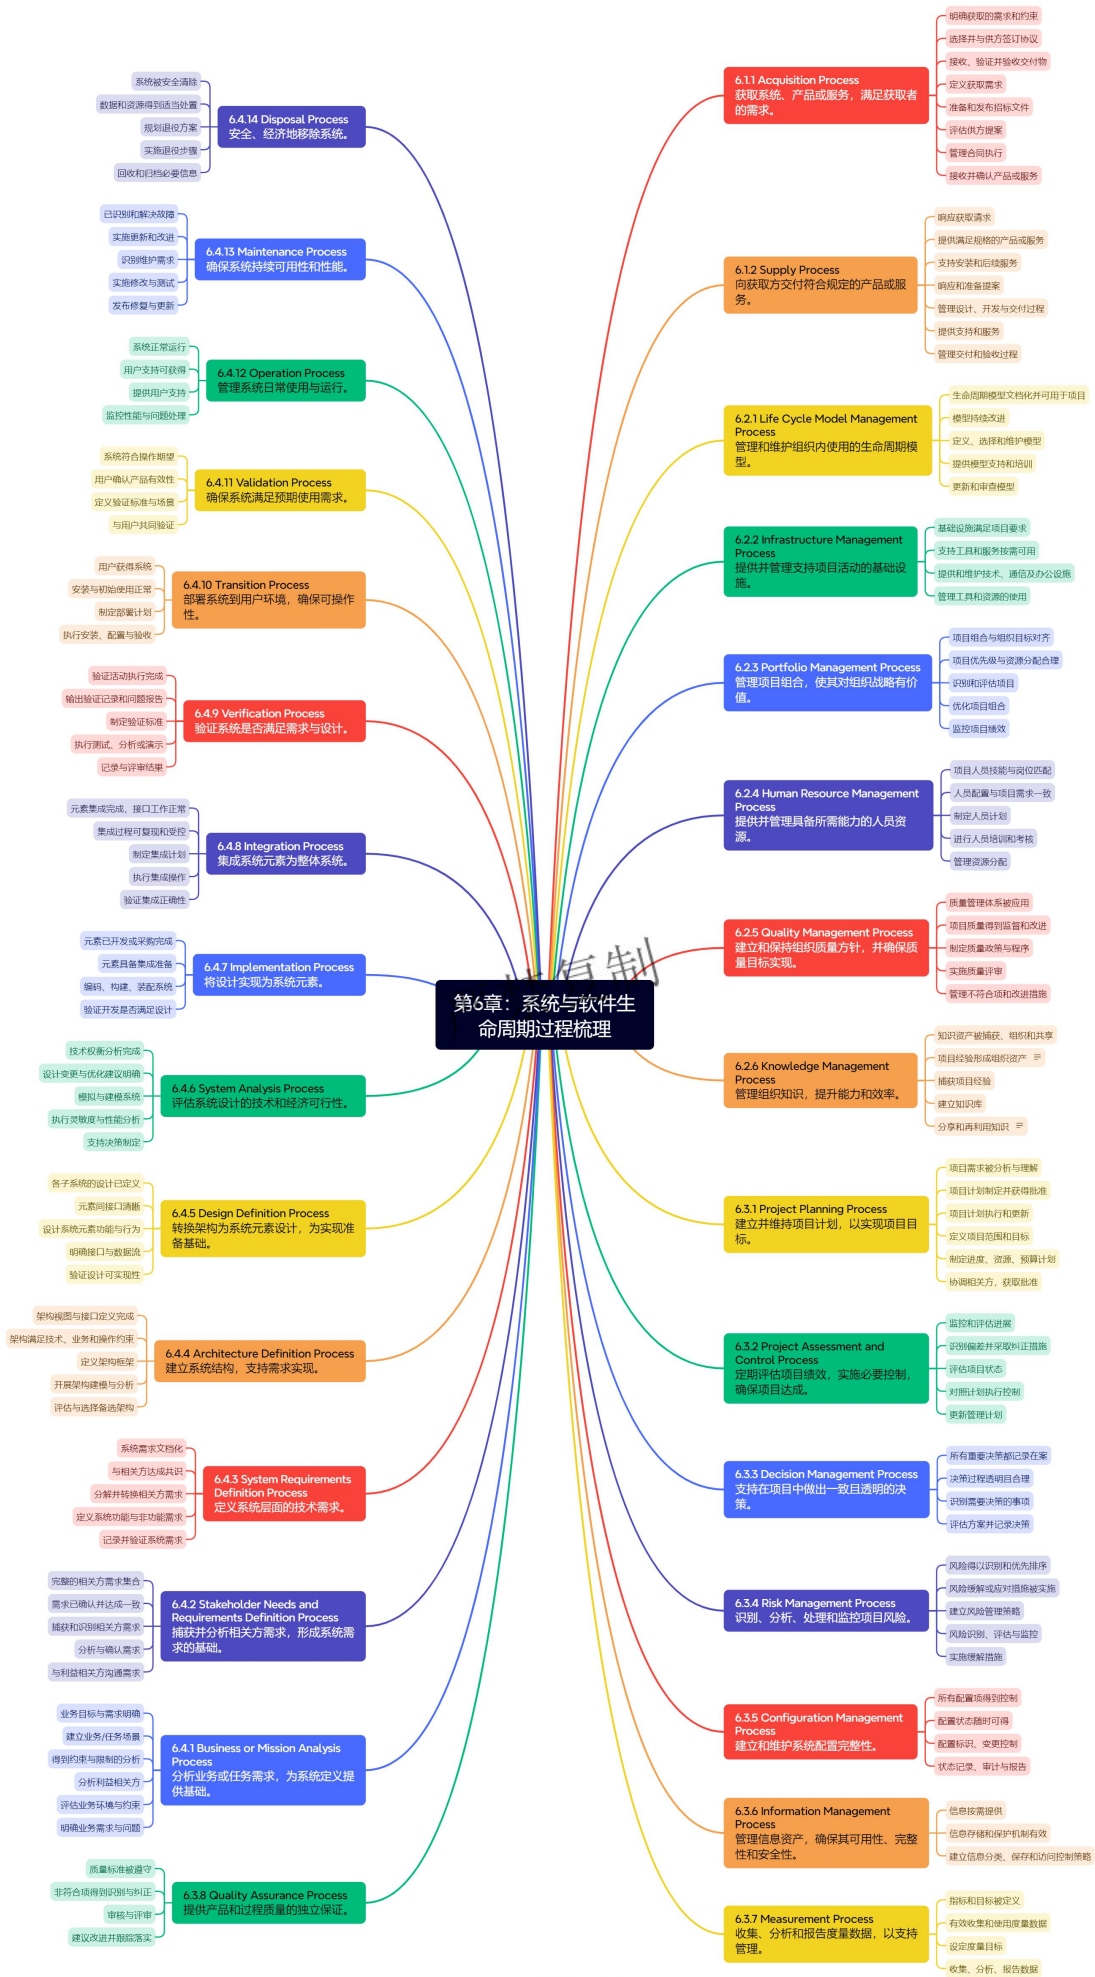 第6章：系统与软件生
命周期过程梳理
6.1.1 Acquisition Process
获取系统、产品或服务，满足获取者
的需求。
明确获取的需求和约束
选择并与供方签订协议
接收、验证并验收交付物
定义获取需求
准备和发布招标文件
评估供方提案
管理合同执行
接收并确认产品或服务
6.1.2 Supply Process
向获取方交付符合规定的产品或服
务。
响应获取请求
提供满足规格的产品或服务
支持安装和后续服务
响应和准备提案
管理设计、开发与交付过程
提供支持和服务
管理交付和验收过程
6.2.1 Life Cycle Model Management
Process
管理和维护组织内使用的生命周期模
型。
生命周期模型文档化并可用于项目
模型持续改进
定义、选择和维护模型
提供模型支持和培训
更新和审查模型
6.2.2 Infrastructure Management
Process
提供并管理支持项目活动的基础设
施。
基础设施满足项目要求
支持工具和服务按需可用
提供和维护技术、通信及办公设施
管理工具和资源的使用
6.2.3 Portfolio Management Process
管理项目组合，使其对组织战略有价
值。
项目组合与组织目标对齐
项目优先级与资源分配合理
识别和评估项目
优化项目组合
监控项目绩效
6.2.4 Human Resource Management
Process
提供并管理具备所需能力的人员资
源。
项目人员技能与岗位匹配
人员配置与项目需求一致
制定人员计划
进行人员培训和考核
管理资源分配
6.2.5 Quality Management Process
建立和保持组织质量方针，并确保质
量目标实现。
质量管理体系被应用
项目质量得到监督和改进
制定质量政策与程序
实施质量评审
管理不符合项和改进措施
6.2.6 Knowledge Management
Process
管理组织知识，提升能力和效率。
知识资产被捕获、组织和共享
项目经验形成组织资产
捕获项目经验
建立知识库
分享和再利用知识
6.3.1 Project Planning Process
建立并维持项目计划，以实现项目目
标。
项目需求被分析与理解
项目计划制定并获得批准
项目计划执行和更新
定义项目范围和目标
制定进度、资源、预算计划
协调相关方，获取批准
6.3.2 Project Assessment and
Control Process
定期评估项目绩效，实施必要控制，
确保项目达成。
监控和评估进展
识别偏差并采取纠正措施
评估项目状态
对照计划执行控制
更新管理计划
6.3.3 Decision Management Process
支持在项目中做出一致且透明的决
策。
所有重要决策都记录在案
决策过程透明且合理
识别需要决策的事项
评估方案并记录决策
6.3.4 Risk Management Process
识别、分析、处理和监控项目风险。
风险得以识别和优先排序
风险缓解或应对措施被实施
建立风险管理策略
风险识别、评估与监控
实施缓解措施
6.3.5 Configuration Management
Process
建立和维护系统配置完整性。
所有配置项得到控制
配置状态随时可得
配置标识、变更控制
状态记录、审计与报告
6.3.6 Information Management
Process
管理信息资产，确保其可用性、完整
性和安全性。
信息按需提供
信息存储和保护机制有效
建立信息分类、保存和访问控制策略
6.3.7 Measurement Process
收集、分析和报告度量数据，以支持
管理。
指标和目标被定义
有效收集和使用度量数据
设定度量目标
收集、分析、报告数据
6.3.8 Quality Assurance Process
提供产品和过程质量的独立保证。
质量标准被遵守
非符合项得到识别与纠正
审核与评审
建议改进并跟踪落实
6.4.1 Business or Mission Analysis
Process
分析业务或任务需求，为系统定义提
供基础。
业务目标与需求明确
建立业务/任务场景
得到约束与限制的分析
分析利益相关方
评估业务环境与约束
明确业务需求与问题
6.4.2 Stakeholder Needs and
Requirements Definition Process
捕获并分析相关方需求，形成系统需
求的基础。
完整的相关方需求集合
需求已确认并达成一致
捕获和识别相关方需求
分析与确认需求
与利益相关方沟通需求
6.4.3 System Requirements
Definition Process
定义系统层面的技术需求。
系统需求文档化
与相关方达成共识
分解并转换相关方需求
定义系统功能与非功能需求
记录并验证系统需求
6.4.4 Architecture Definition Process
建立系统结构，支持需求实现。
架构视图与接口定义完成
架构满足技术、业务和操作约束
定义架构框架
开展架构建模与分析
评估与选择备选架构
6.4.5 Design Definition Process
转换架构为系统元素设计，为实现准
备基础。
各子系统的设计已定义
元素间接口清晰
设计系统元素功能与行为
明确接口与数据流
验证设计可实现性
6.4.6 System Analysis Process
评估系统设计的技术和经济可行性。
技术权衡分析完成
设计变更与优化建议明确
模拟与建模系统
执行灵敏度与性能分析
支持决策制定
6.4.7 Implementation Process
将设计实现为系统元素。
元素已开发或采购完成
元素具备集成准备
编码、构建、装配系统
验证开发是否满足设计
6.4.8 Integration Process
集成系统元素为整体系统。
元素集成完成，接口工作正常
集成过程可复现和受控
制定集成计划
执行集成操作
验证集成正确性
6.4.9 Verification Process
验证系统是否满足需求与设计。
验证活动执行完成
输出验证记录和问题报告
制定验证标准
执行测试、分析或演示
记录与评审结果
6.4.10 Transition Process
部署系统到用户环境，确保可操作
性。
用户获得系统
安装与初始使用正常
制定部署计划
执行安装、配置与验收
6.4.11 Validation Process
确保系统满足预期使用需求。
系统符合操作期望
用户确认产品有效性
定义验证标准与场景
与用户共同验证
6.4.12 Operation Process
管理系统日常使用与运行。
系统正常运行
用户支持可获得
提供用户支持
监控性能与问题处理
6.4.13 Maintenance Process
确保系统持续可用性和性能。
已识别和解决故障
实施更新和改进
识别维护需求
实施修改与测试
发布修复与更新
6.4.14 Disposal Process
安全、经济地移除系统。
系统被安全清除
数据和资源得到适当处置
规划退役方案
实施退役步骤
回收和归档必要信息
复制